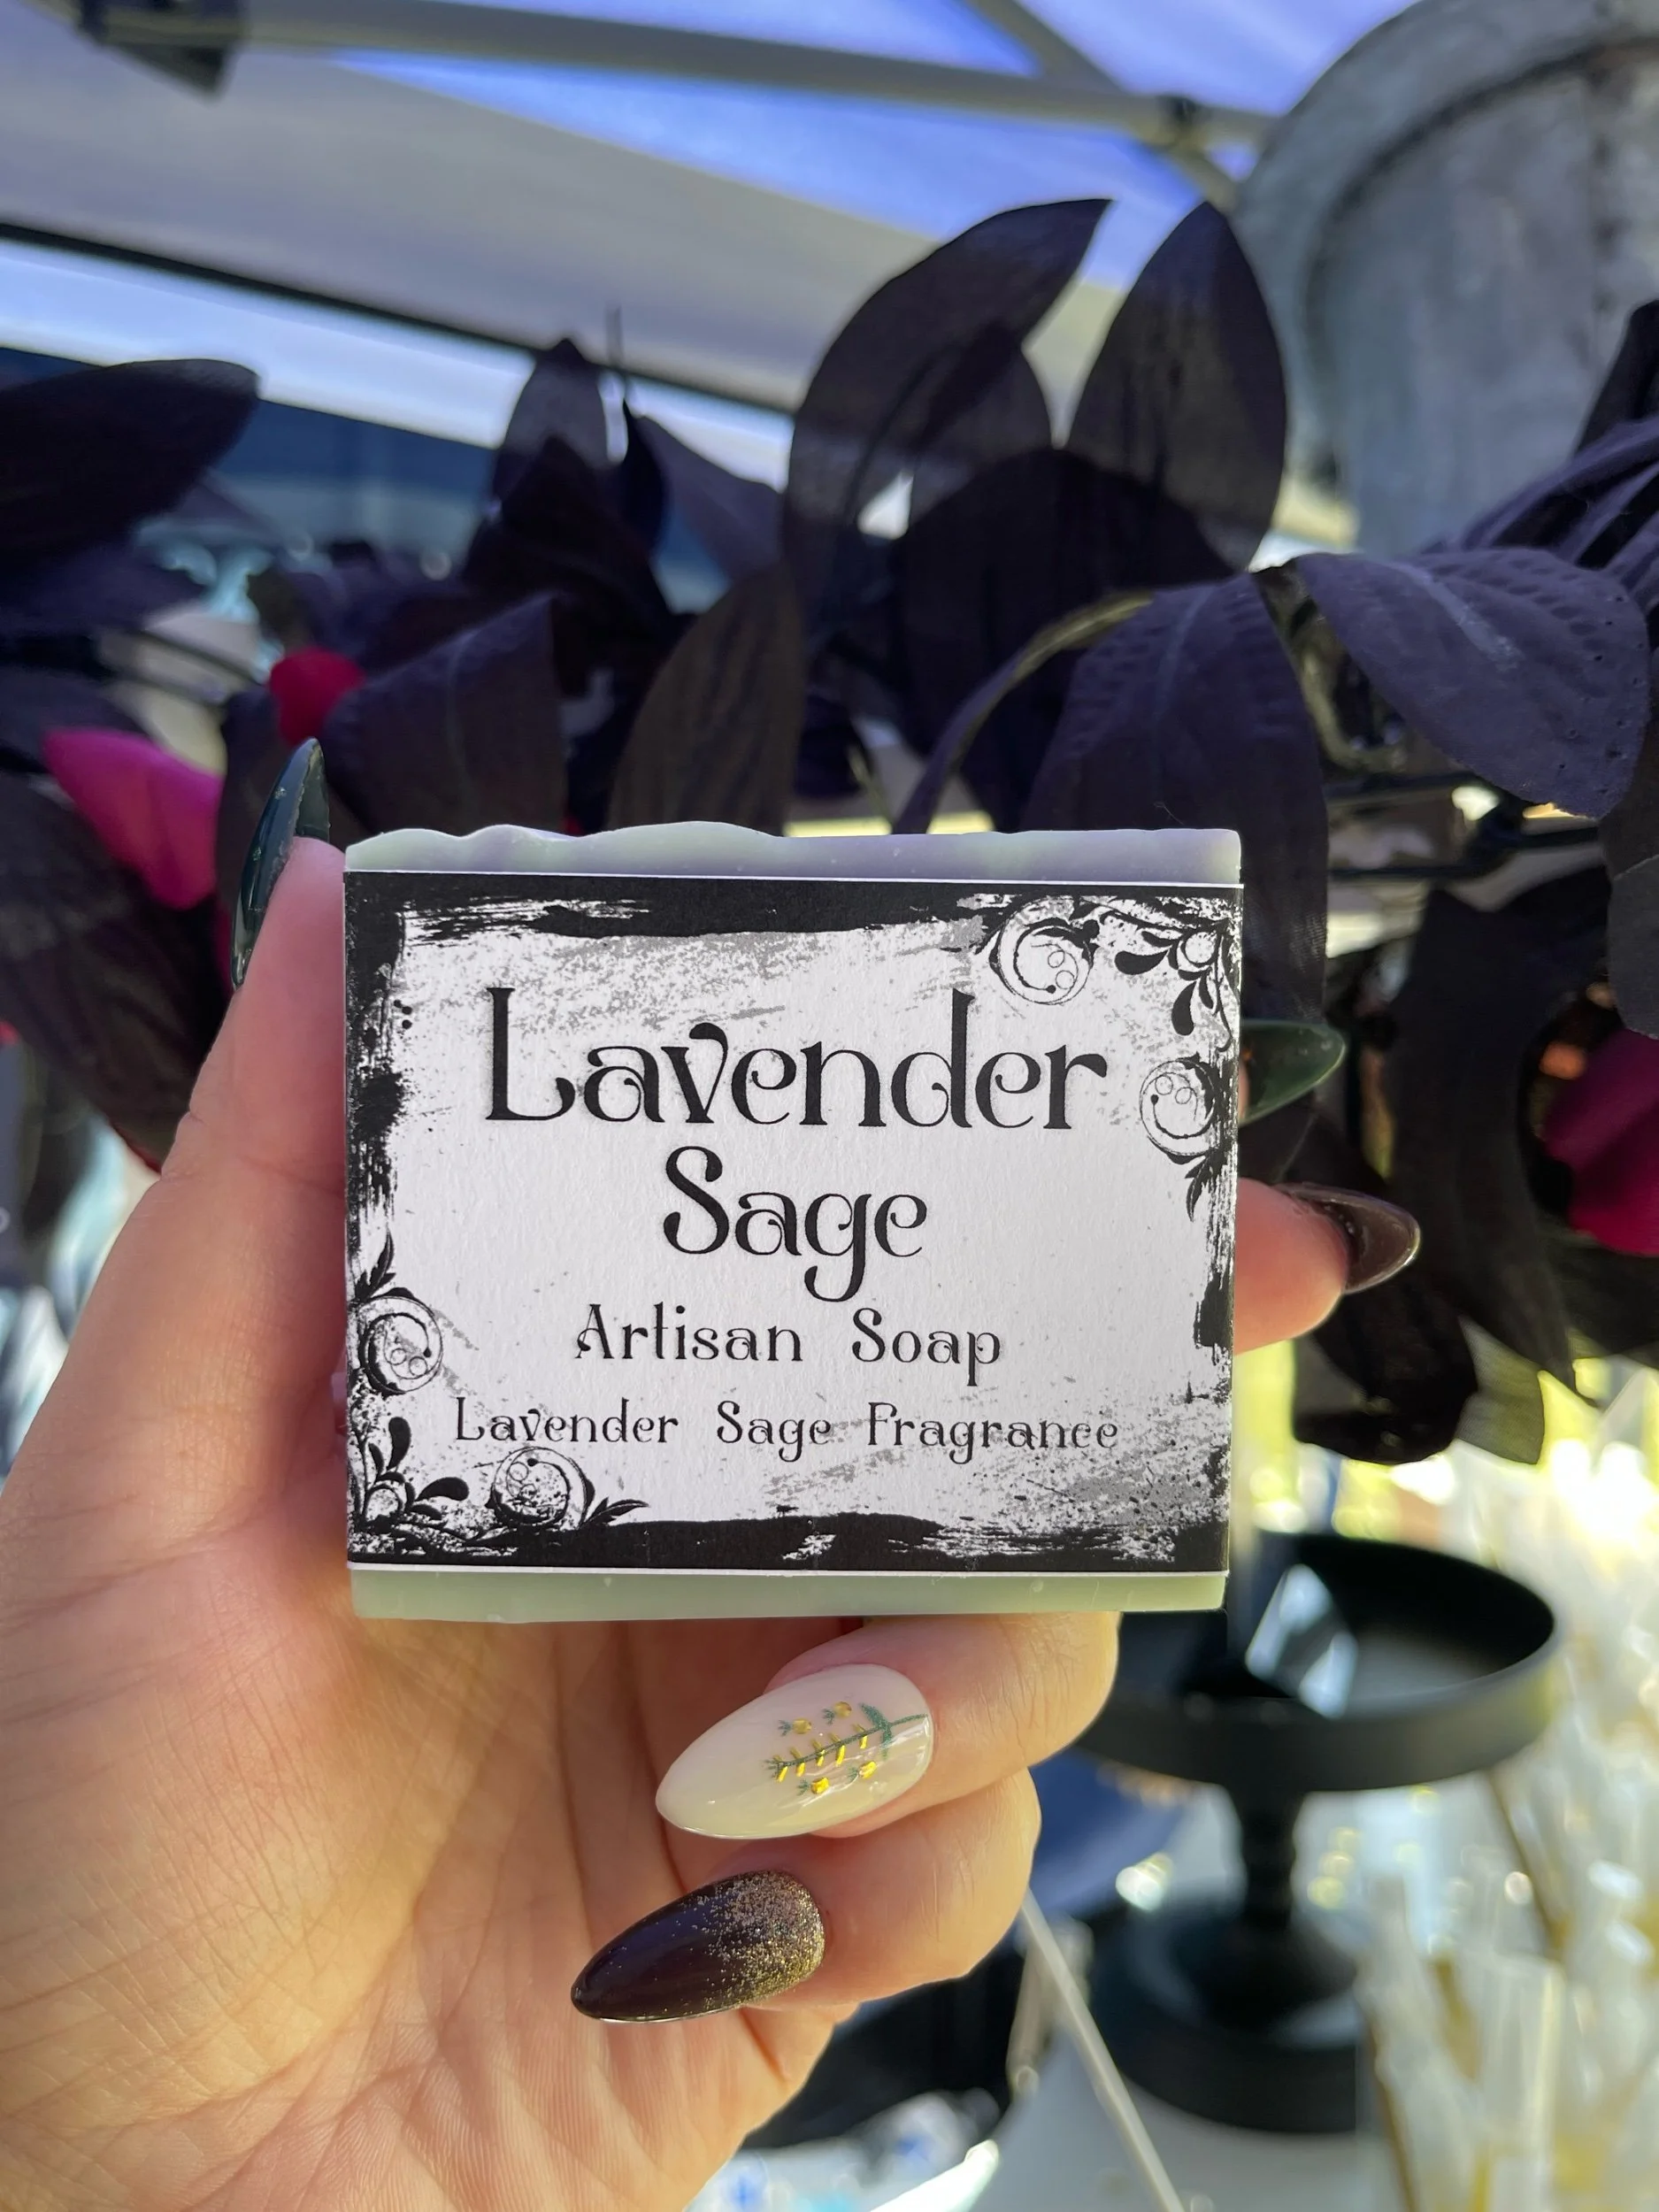 Lavender
Sage
Artisan Soap
Lavender Sage Fragrance